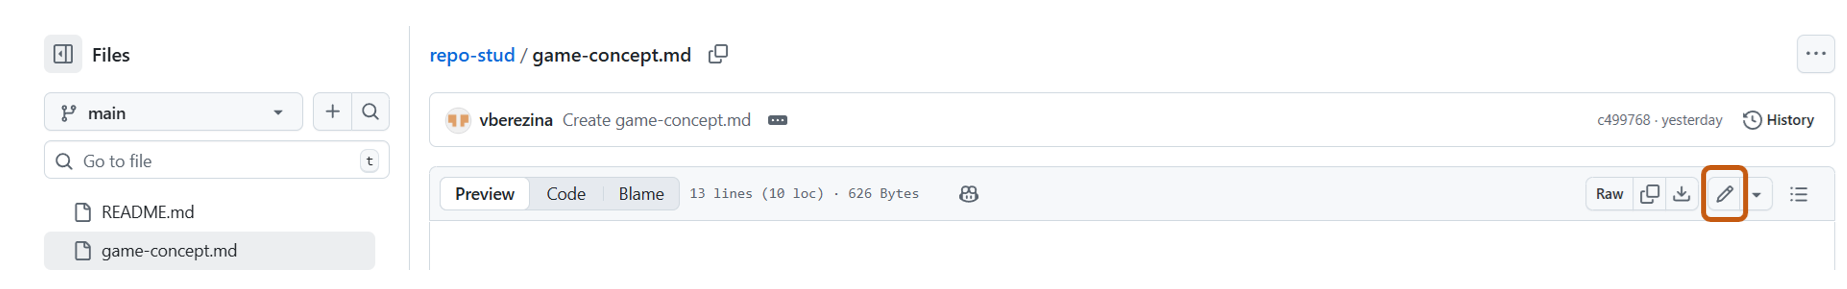 Files
main
Go to file
t
README.md
game-concept.md
repo-stud / game-concept.md
vberezina Create game-concept.md
c499768 · yesterday
History
Preview Code Blame 13 lines (10 loc) · 626 Bytes
Raw